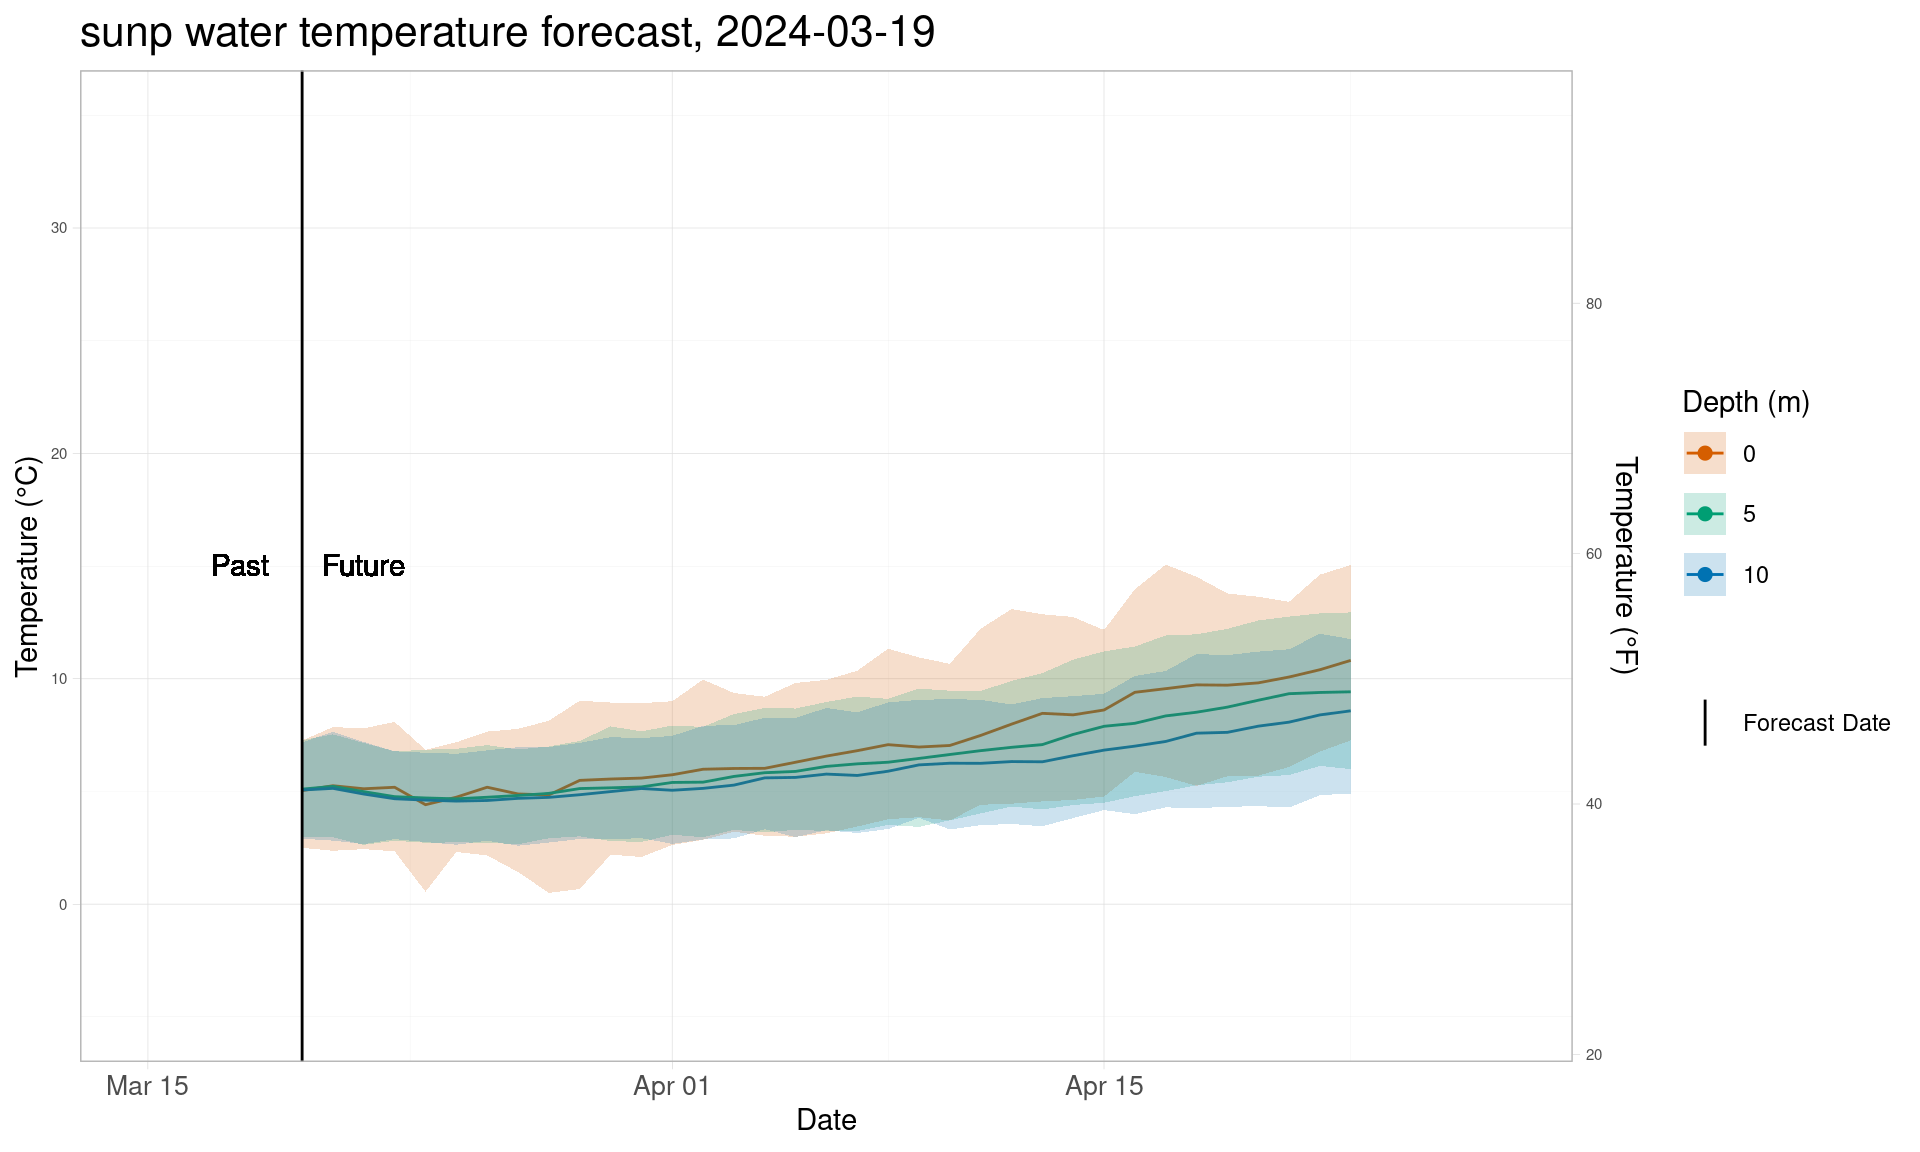 sunp water temperature forecast, 2024-03-19
30
20
10
0
Temperature (°C)
Past
Future
80
60
40
20
Temperature (°F)
Mar 15
Apr 01
Apr 15
Date
Depth (m)
0
5
10
Forecast Date